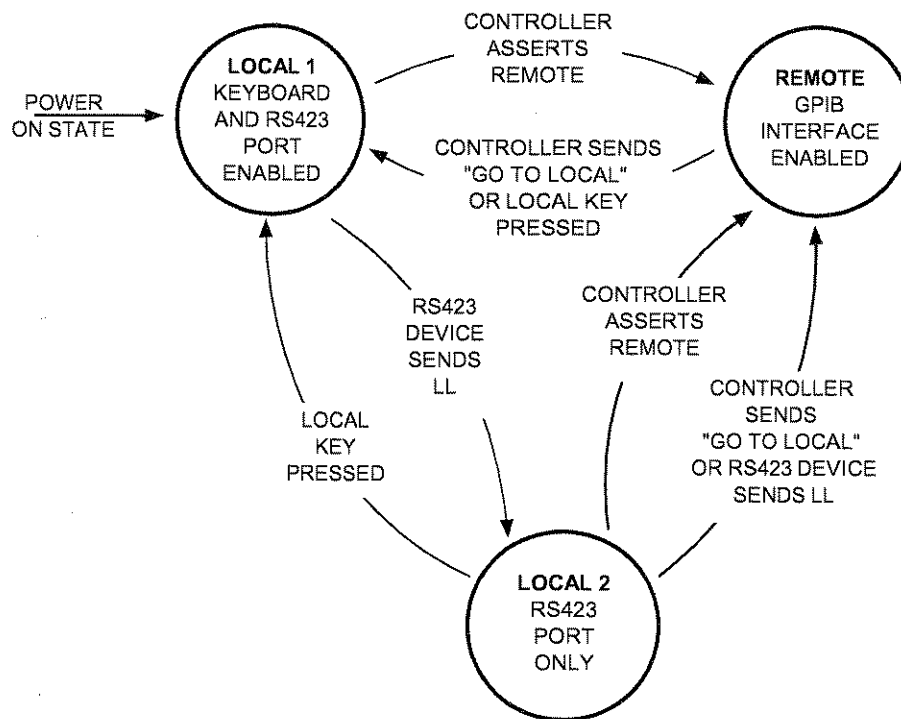 POWER
ON STATE
LOCAL 1
KEYBOARD
AND RS423
PORT
ENABLED
CONTROLLER
ASSERTS
REMOTE
REMOTE
GPIB
INTERFACE
ENABLED
CONTROLLER SENDS
"GO TO LOCAL"
OR LOCAL KEY
PRESSED
RS423
DEVICE
SENDS
LL
CONTROLLER
ASSERTS
REMOTE
LOCAL
KEY
PRESSED
CONTROLLER
SENDS
"GO TO LOCAL"
OR RS423 DEVICE
SENDS LL
LOCAL 2
RS423
PORT
ONLY